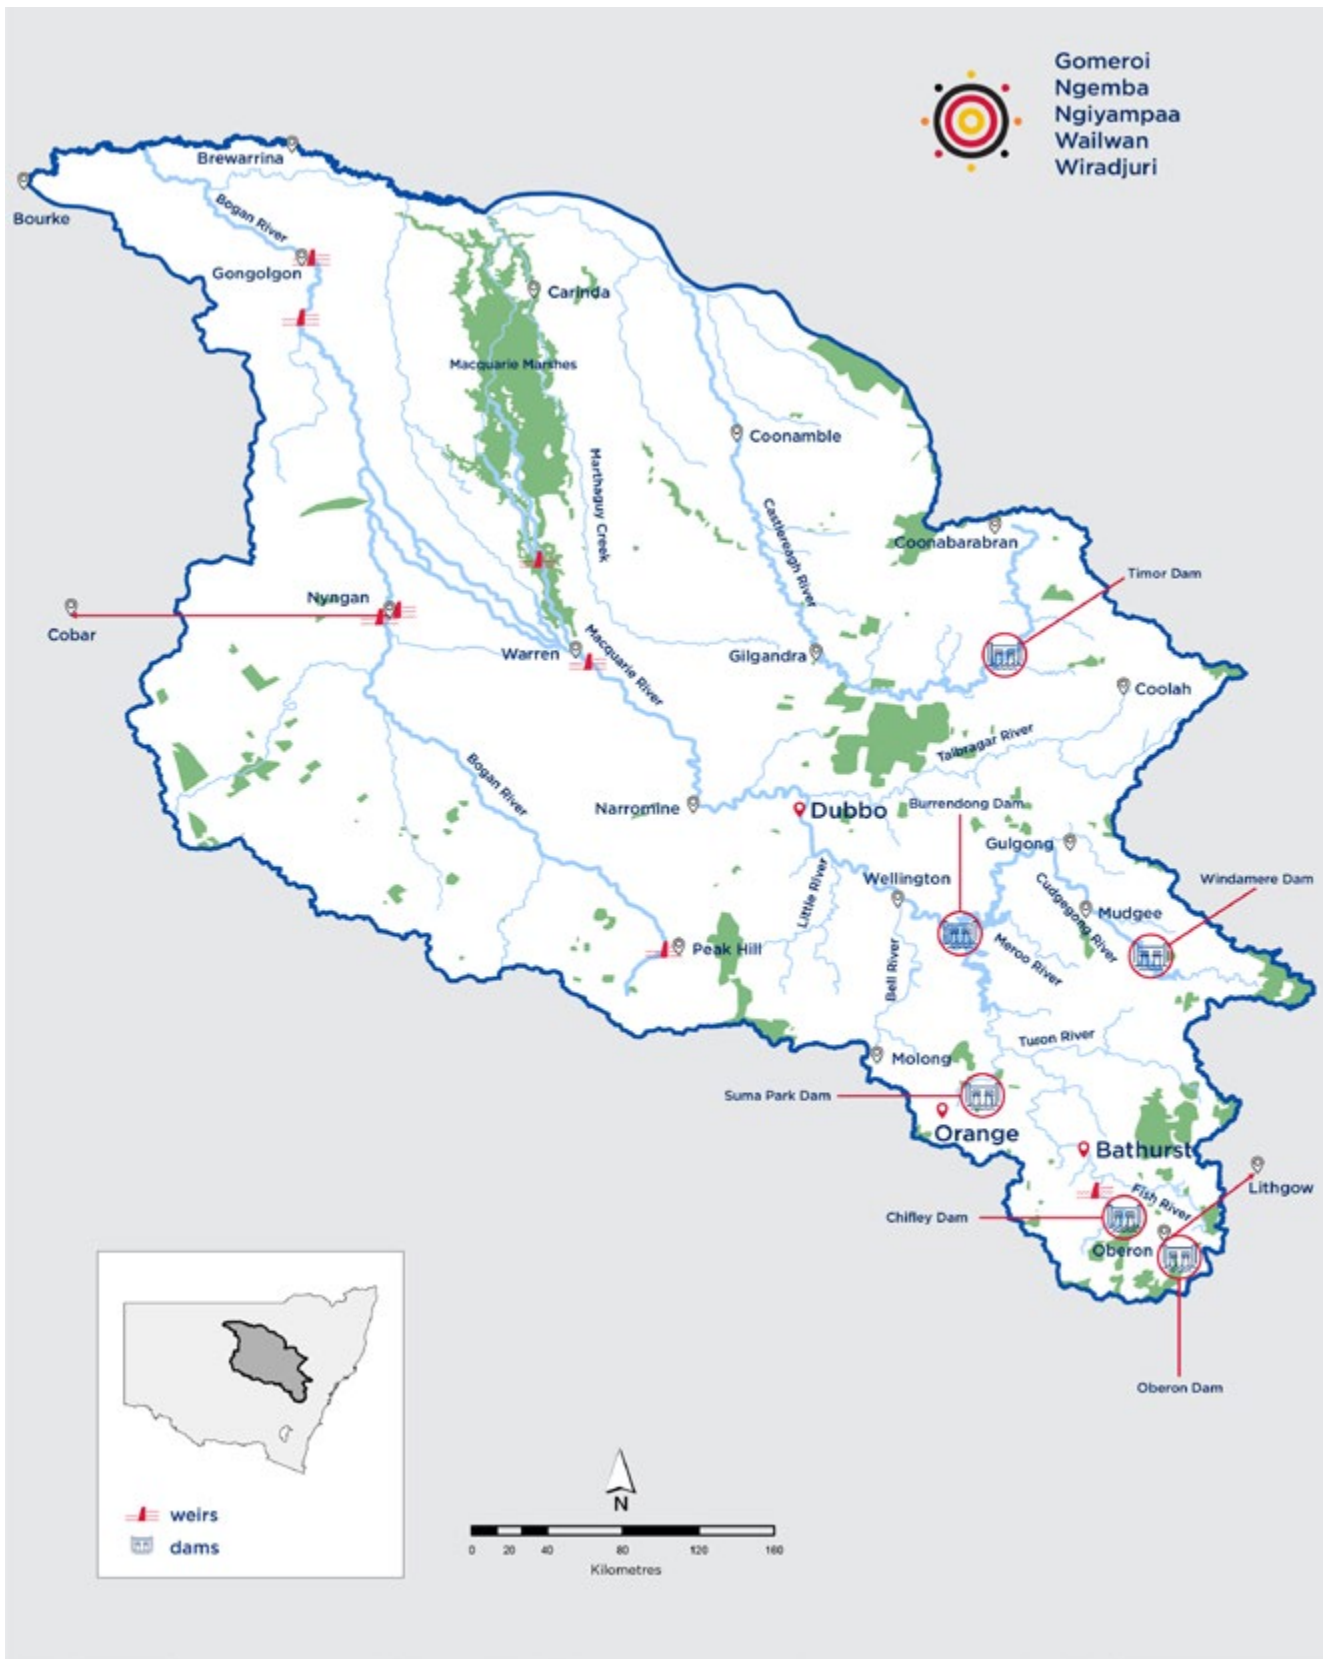 Gomeroi
Ngemba
Ngiyampaa
Wailwan
Wiradjuri
Brewarrina
Bourke
Bogan River
Gongolgon
Carinda
Macquarie Marshes
Coonamble
Marthaguy Creek
Castlereagh River
Coonabarabran
Timor Dam
Nyngan
Cobar
Warren
Macquarie River
Gilgandra
Coolah
Talbragar River
Bogan River
Narromine
Dubbo
Burrendong Dam
Gulgong
Wellington
Little River
Cudgegong River
Windamere Dam
Mudgee
Peak Hill
Bell River
Meroo River
Turon River
Molong
Suma Park Dam
Orange
Bathurst
Lithgow
Fish River
Chifley Dam
Oberon
Oberon Dam
weirs
dams
N
0 20 40 80 120 160
Kilometres